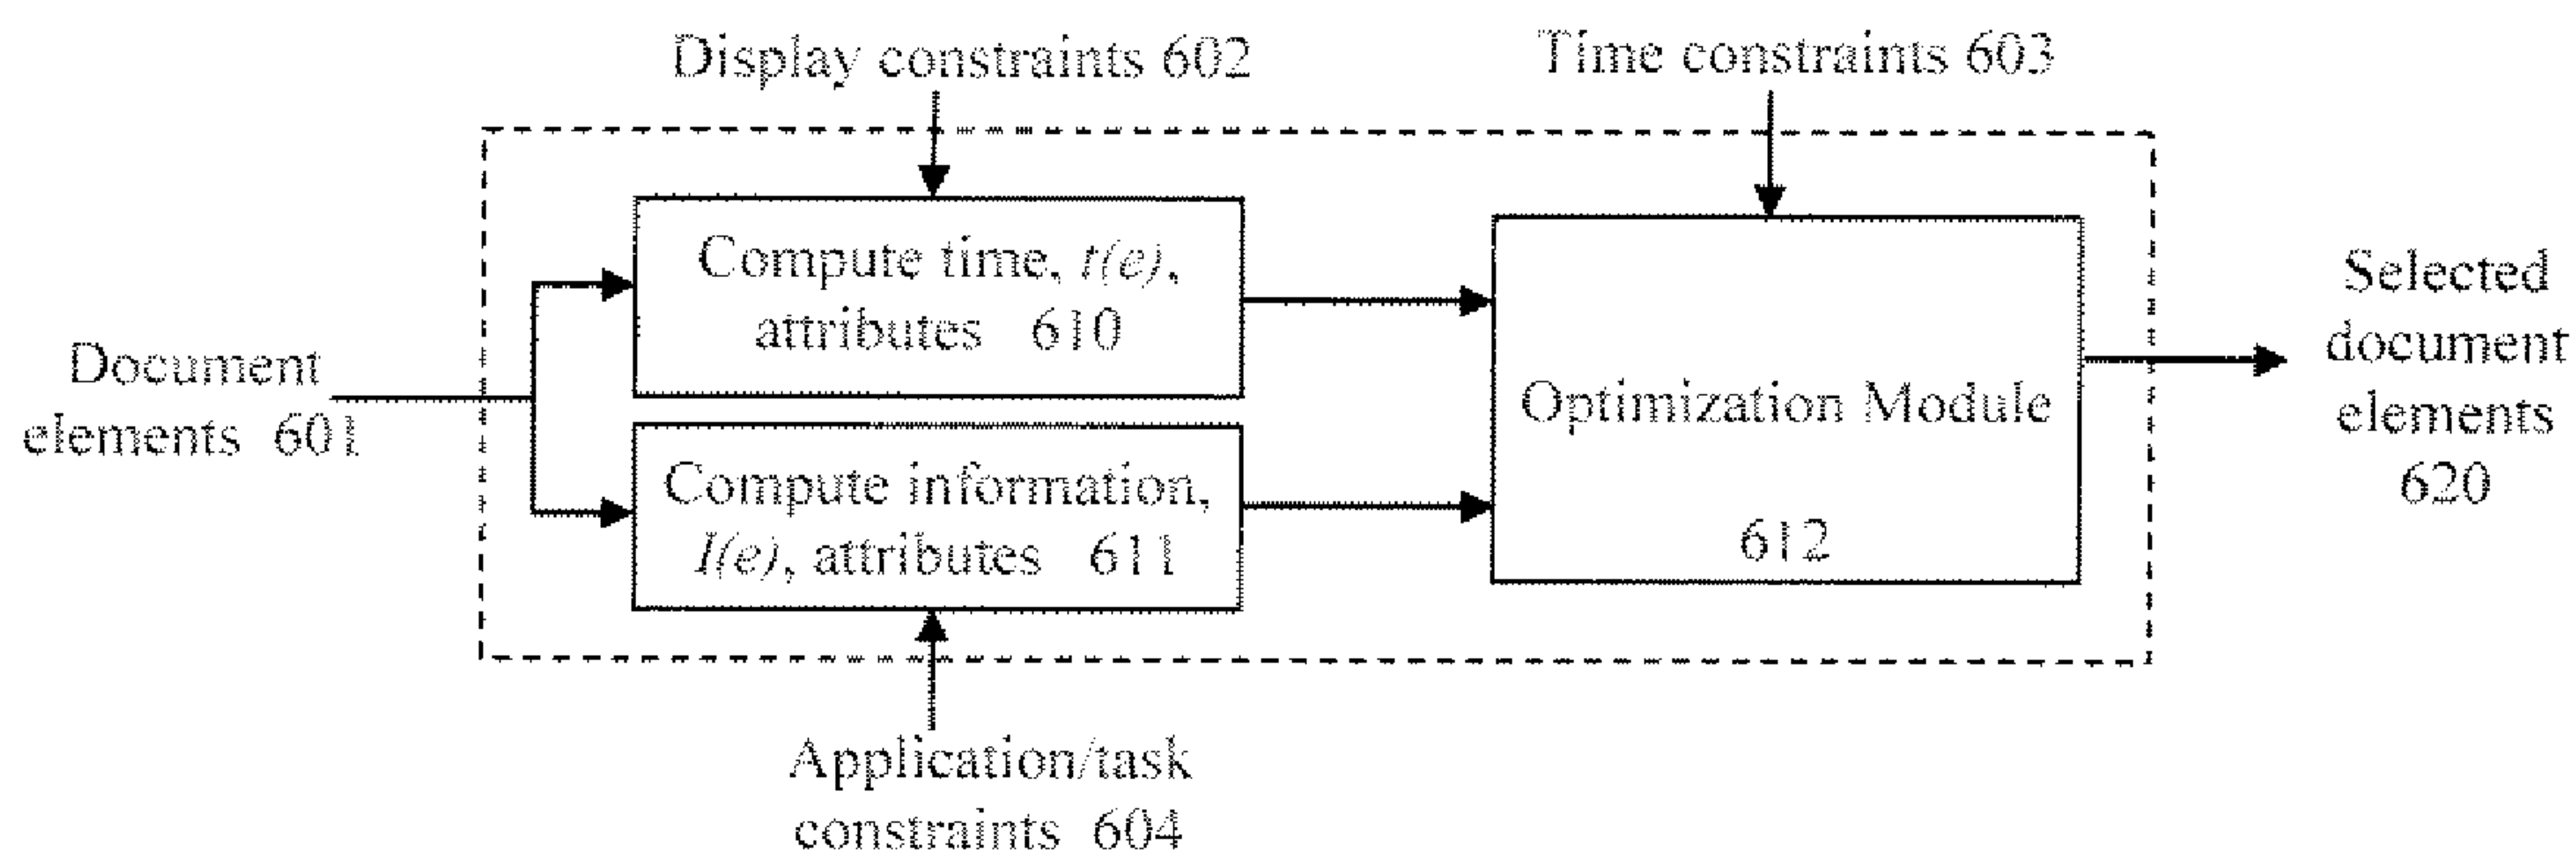 Display constraints 602
Time constraints 603
Compute time, t(e),
attributes 610
Document
elements 601
Compute information,
I(e), attributes 611
Optimization Module
612
Selected
document
elements
620
Application/task
constraints 604